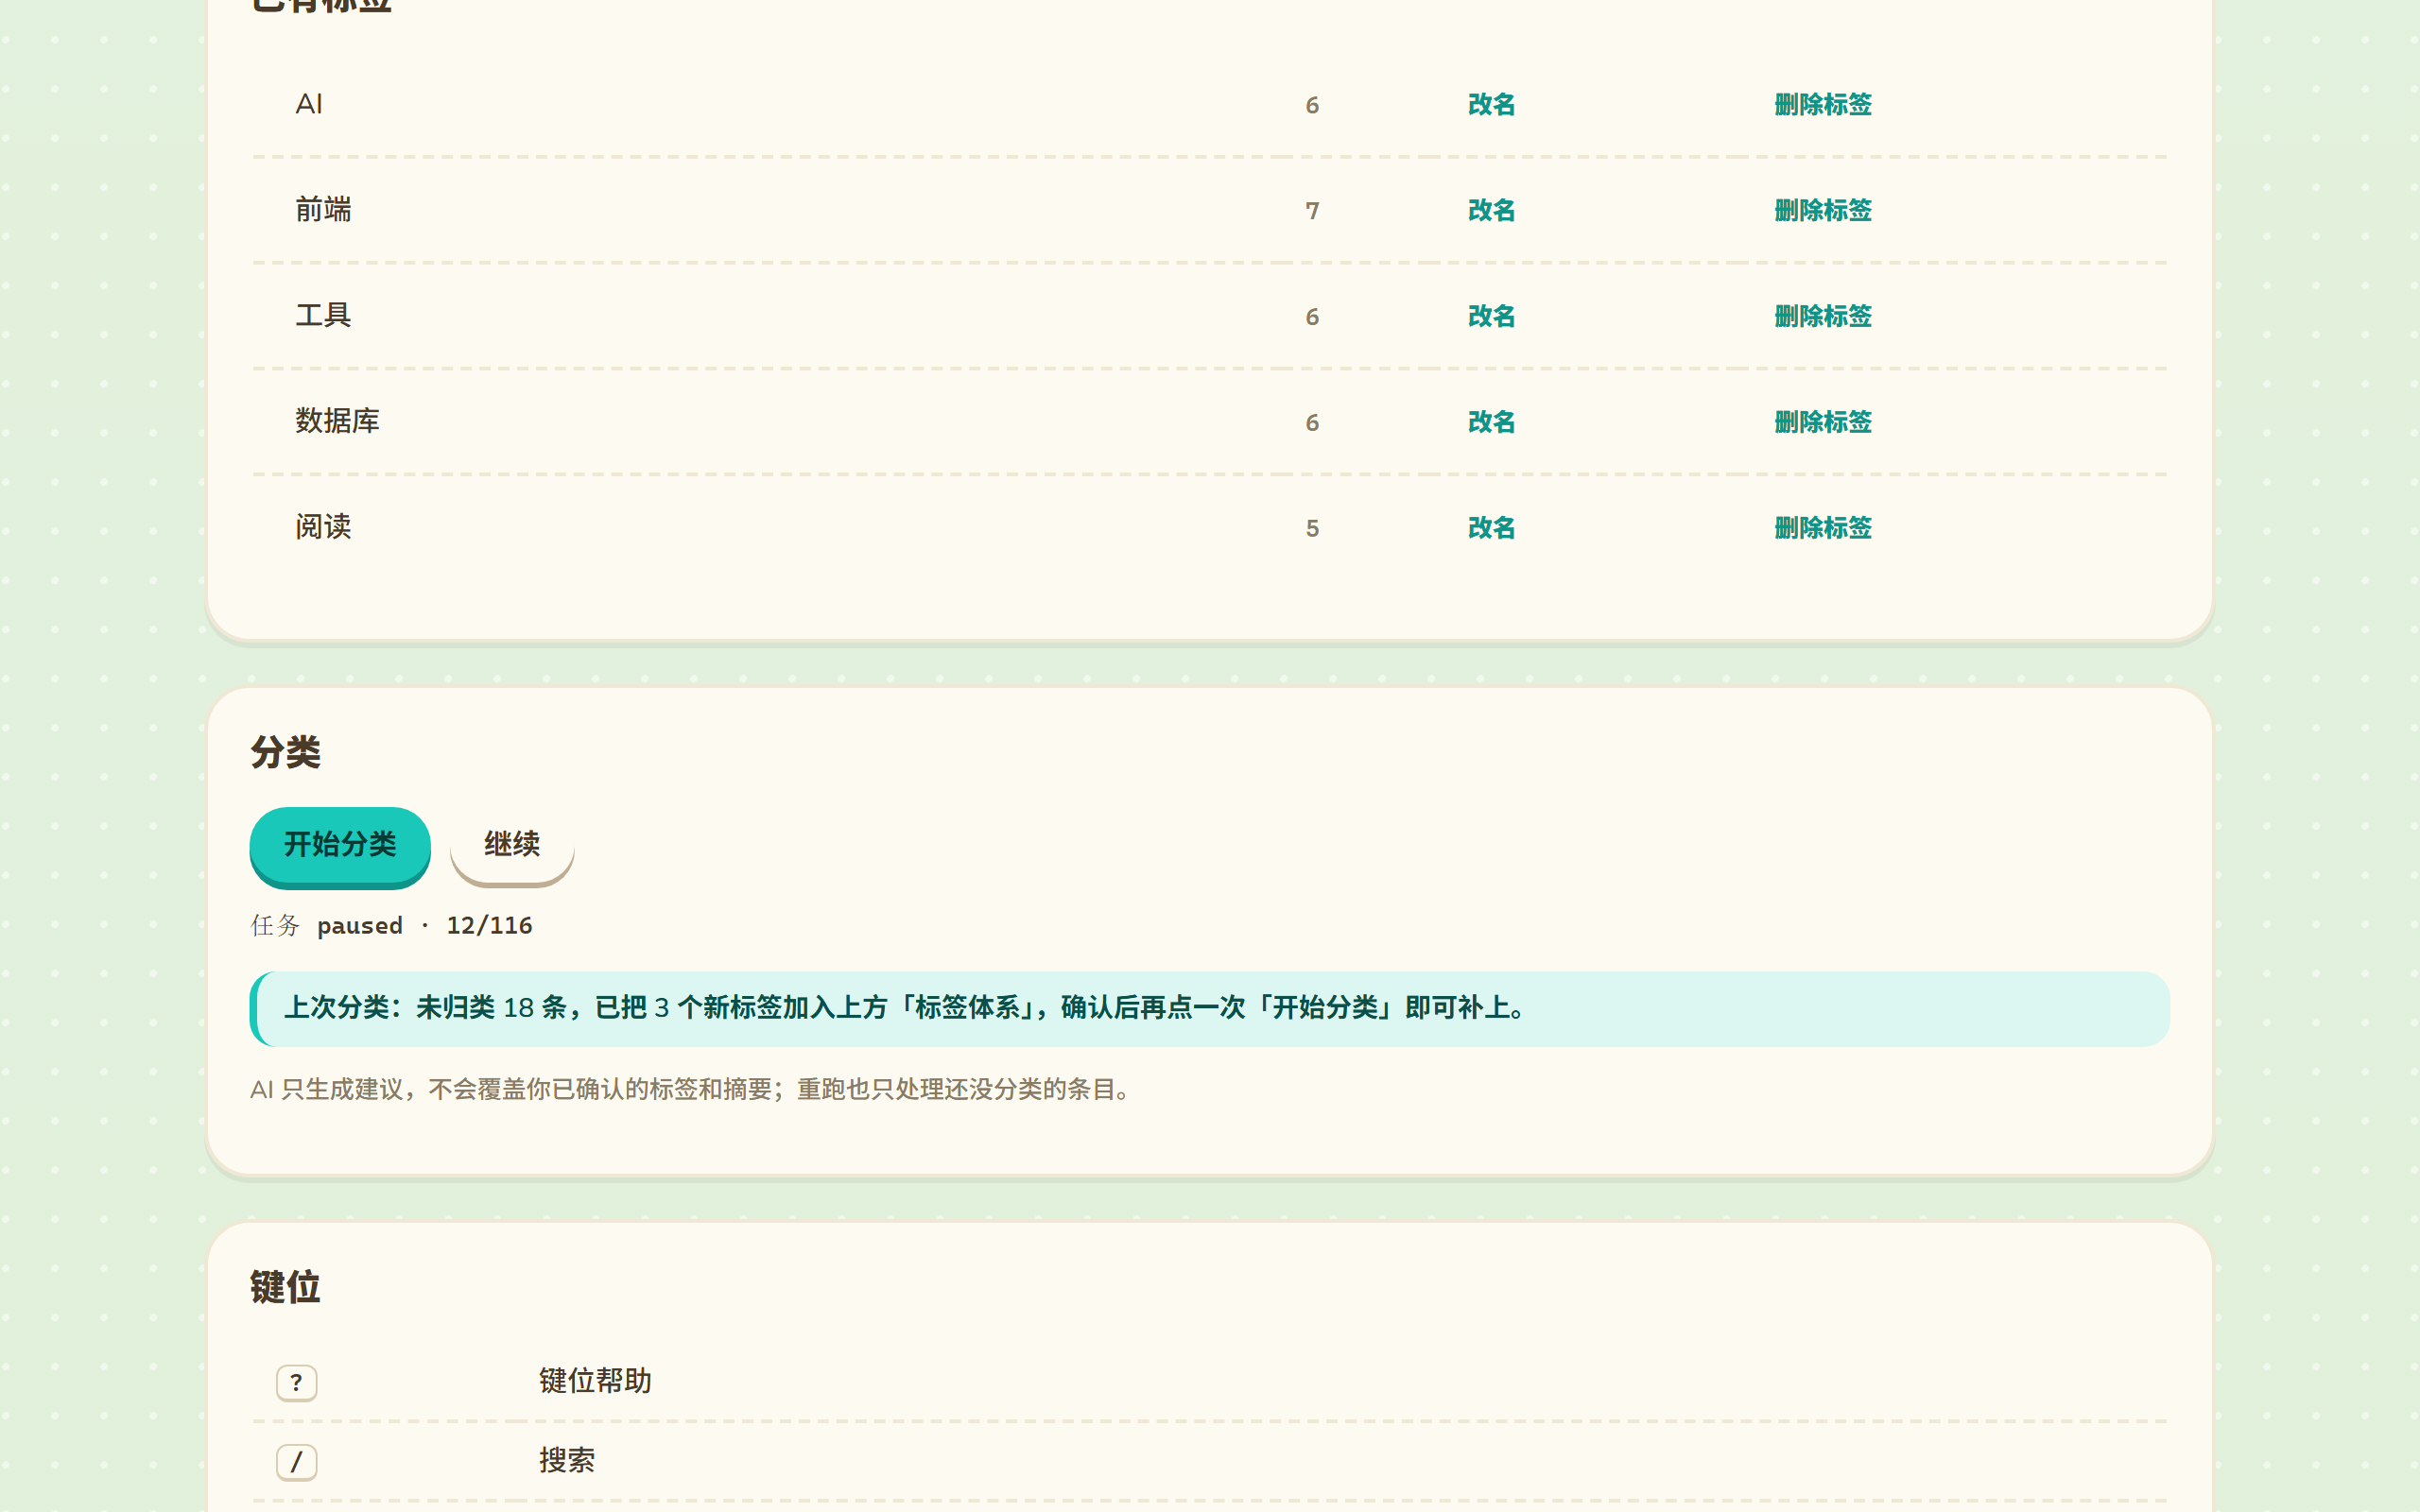 已有标签
AI 6 改名 删除标签
前端 7 改名 删除标签
工具 6 改名 删除标签
数据库 6 改名 删除标签
阅读 5 改名 删除标签
分类
开始分类 继续
任务 paused · 12/116
上次分类：未归类 18 条，已把 3 个新标签加入上方「标签体系」，确认后再点一次「开始分类」即可补上。
AI 只生成建议，不会覆盖你已确认的标签和摘要；重跑也只处理还没分类的条目。
键位
? 键位帮助
/ 搜索